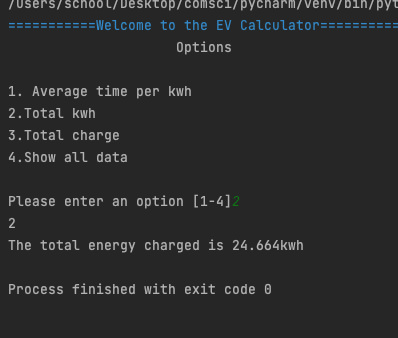 /Users/school/Desktop/comsci/pycharm/venv/bin/pyt
===========Welcome to the EV Calculator==========
Options
1. Average time per kwh
2.Total kwh
3.Total charge
4.Show all data
Please enter an option [1-4]2
2
The total energy charged is 24.664kwh
Process finished with exit code 0